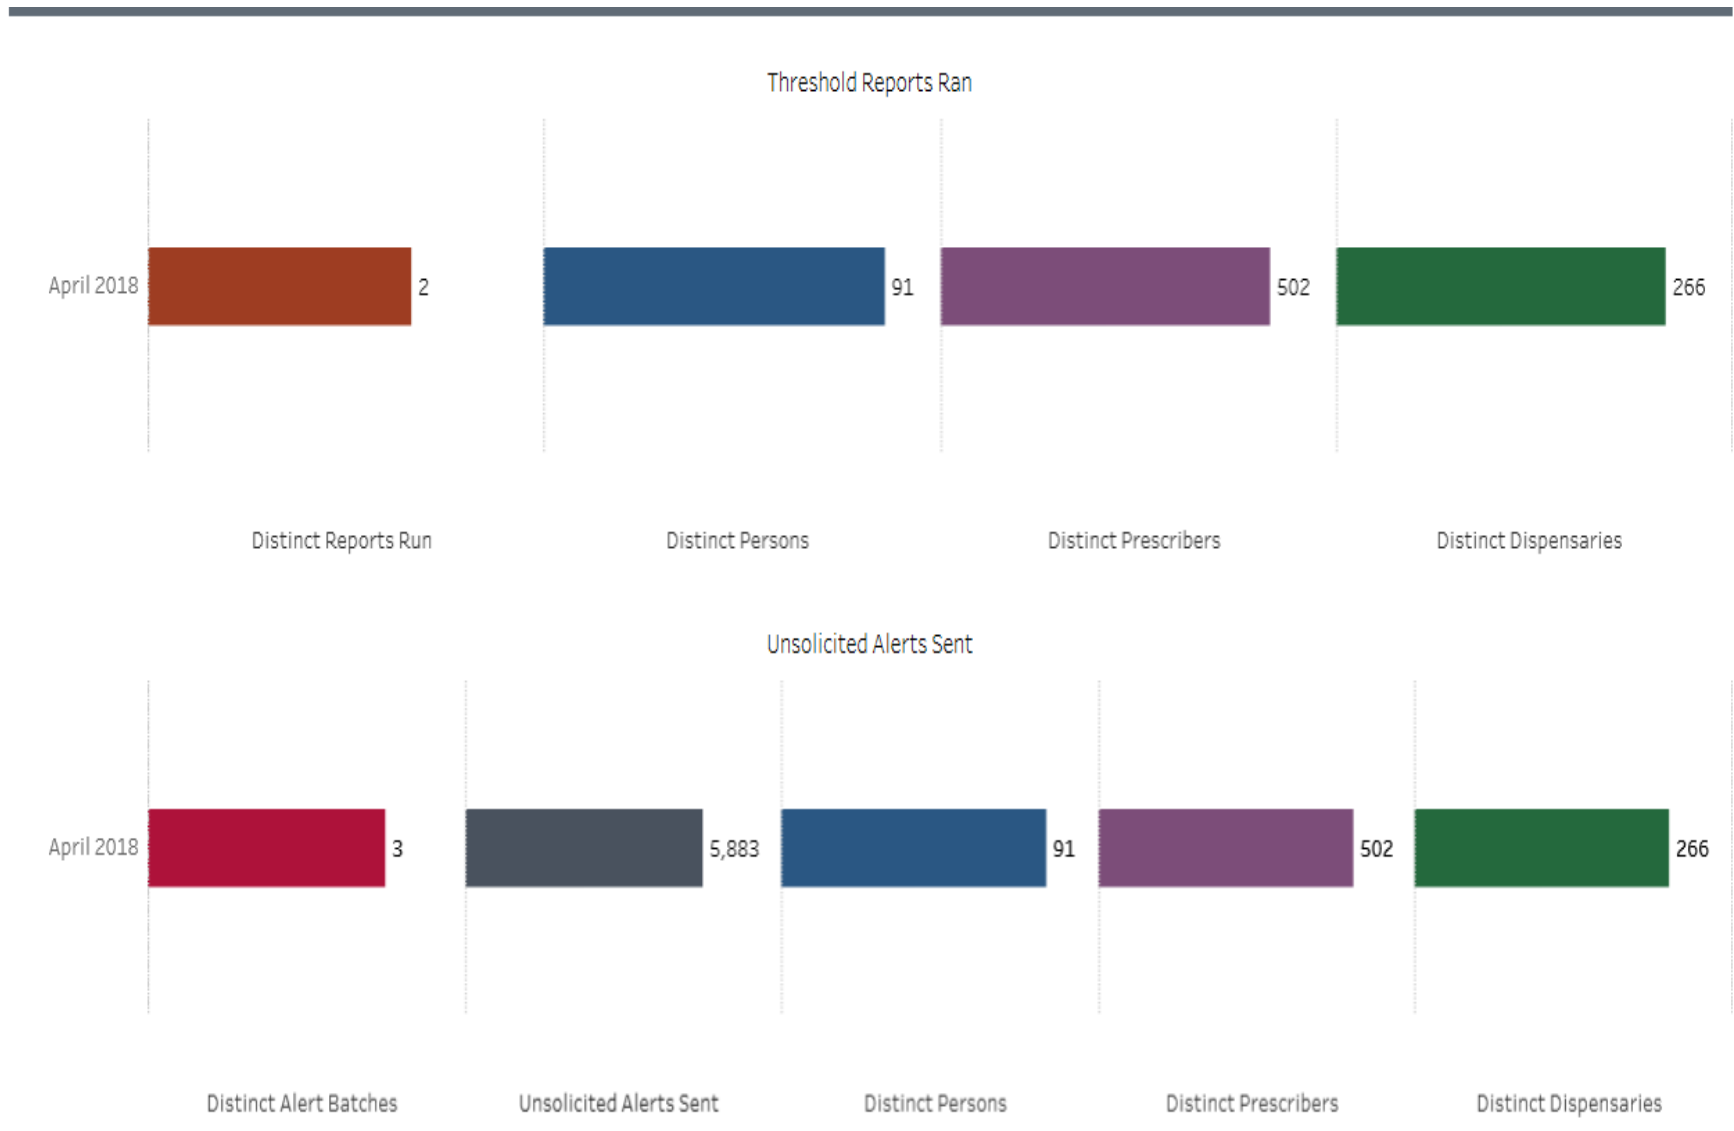 Threshold Reports Ran
April 2018 2 91 502 266
Distinct Reports Run Distinct Persons Distinct Prescribers Distinct Dispensaries
Unsolicited Alerts Sent
April 2018 3 5,883 91 502 266
Distinct Alert Batches Unsolicited Alerts Sent Distinct Persons Distinct Prescribers Distinct Dispensaries